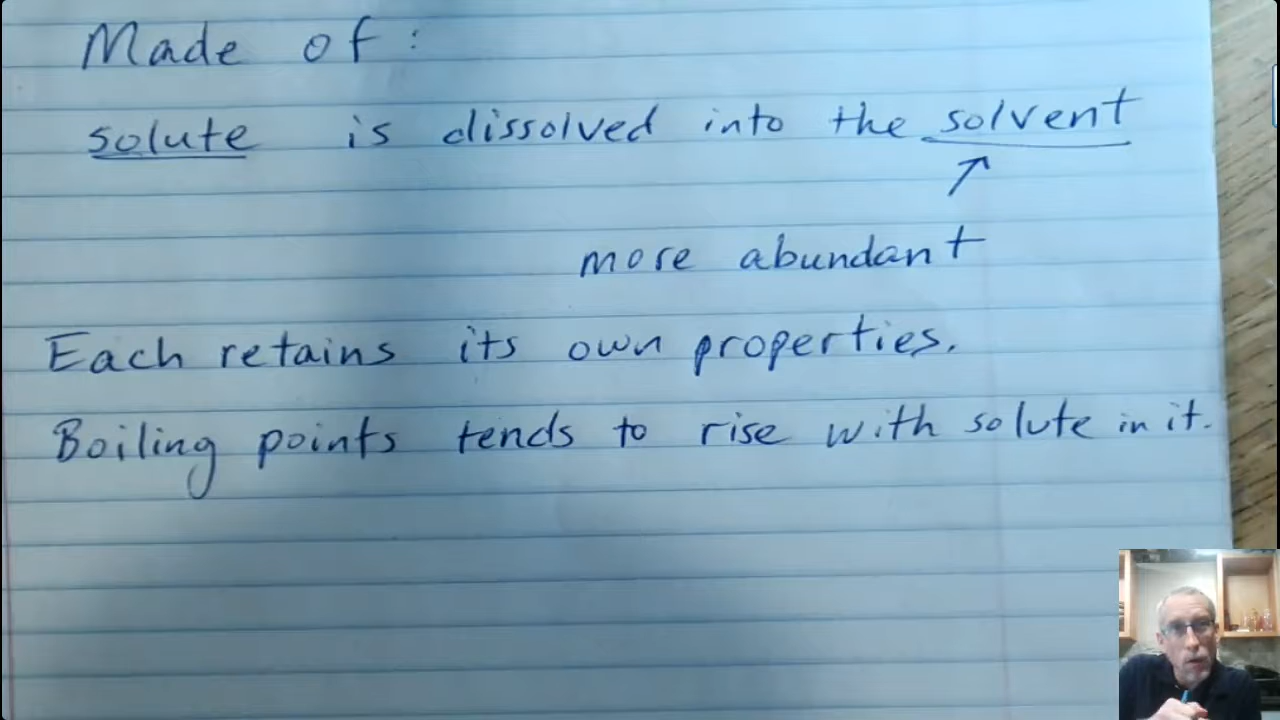 Made of:
solute is dissolved into the solvent
more abundant
Each retains its own properties.
Boiling points tends to rise with solute in it.